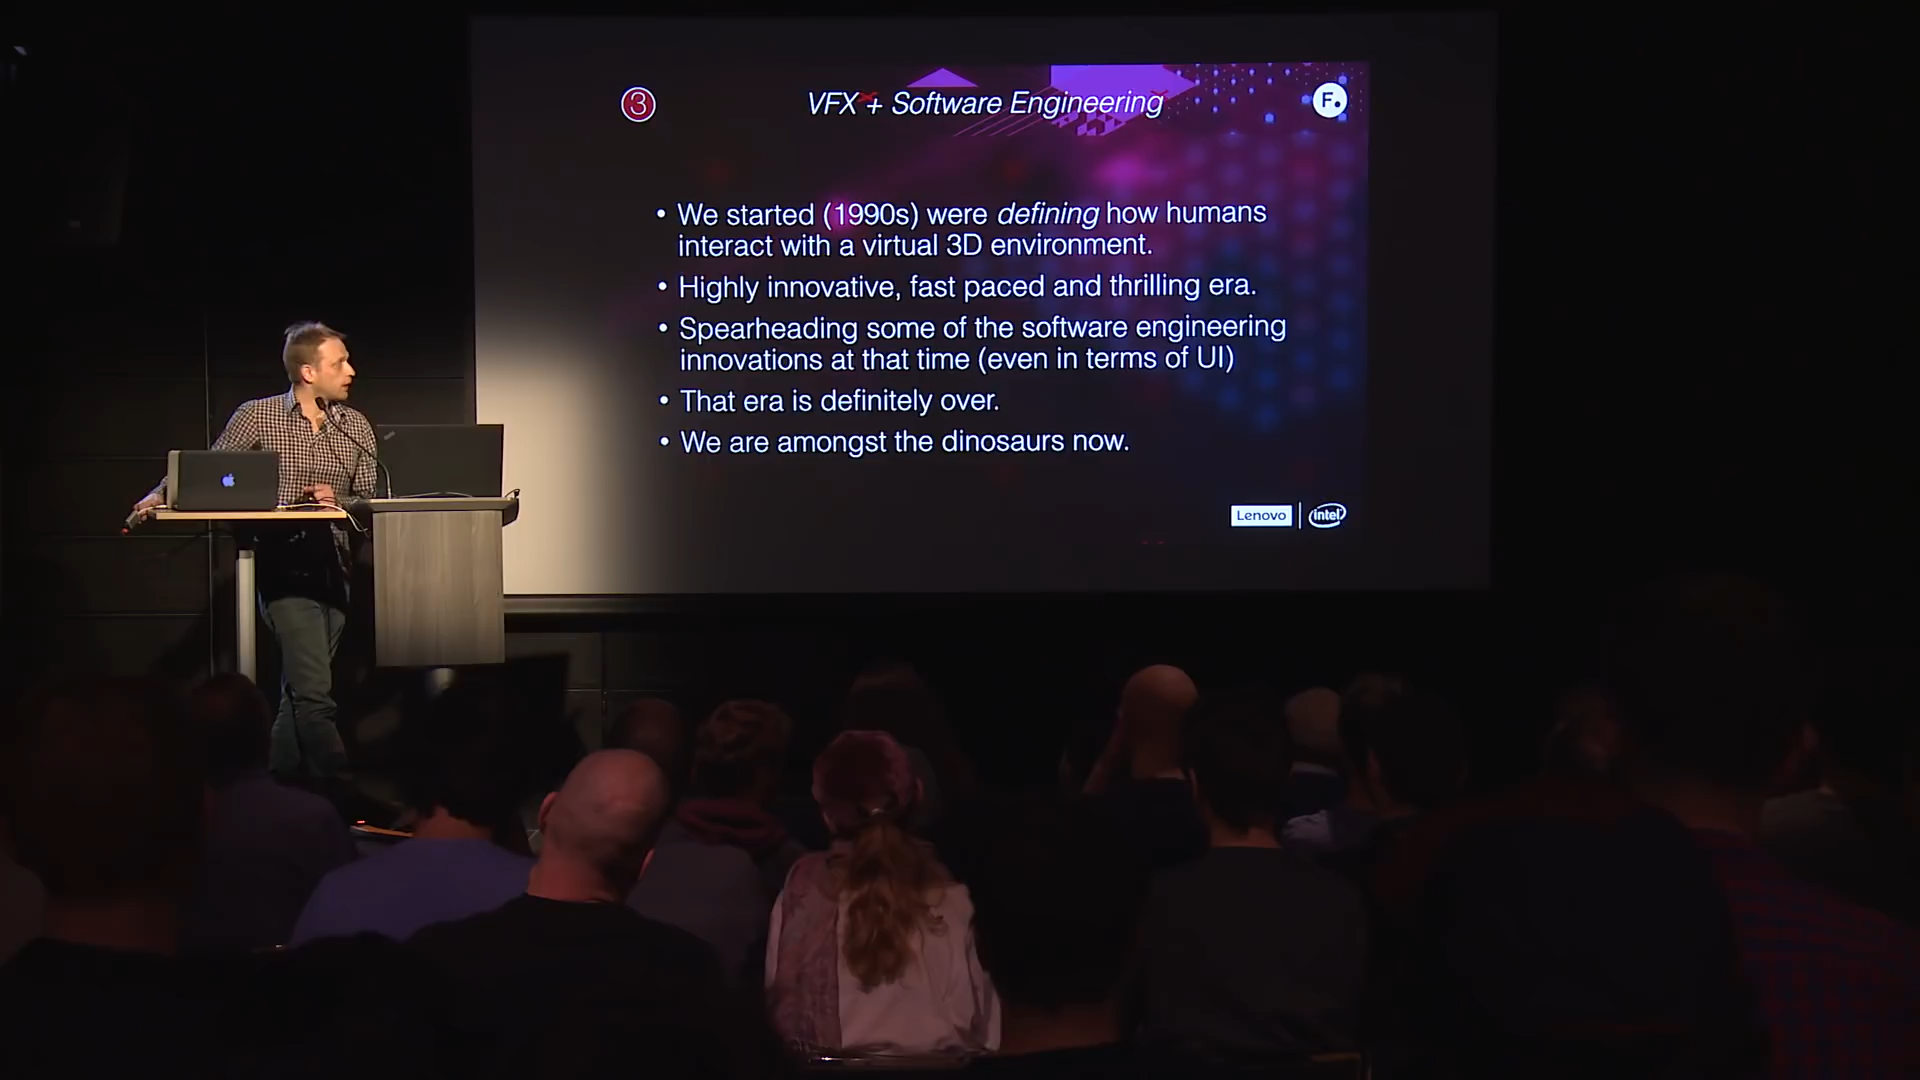 3
VFX + Software Engineering
F.
• We started (1990s) were defining how humans
interact with a virtual 3D environment.
• Highly innovative, fast paced and thrilling era.
• Spearheading some of the software engineering
innovations at that time (even in terms of UI)
• That era is definitely over.
• We are amongst the dinosaurs now.
Lenovo
intel